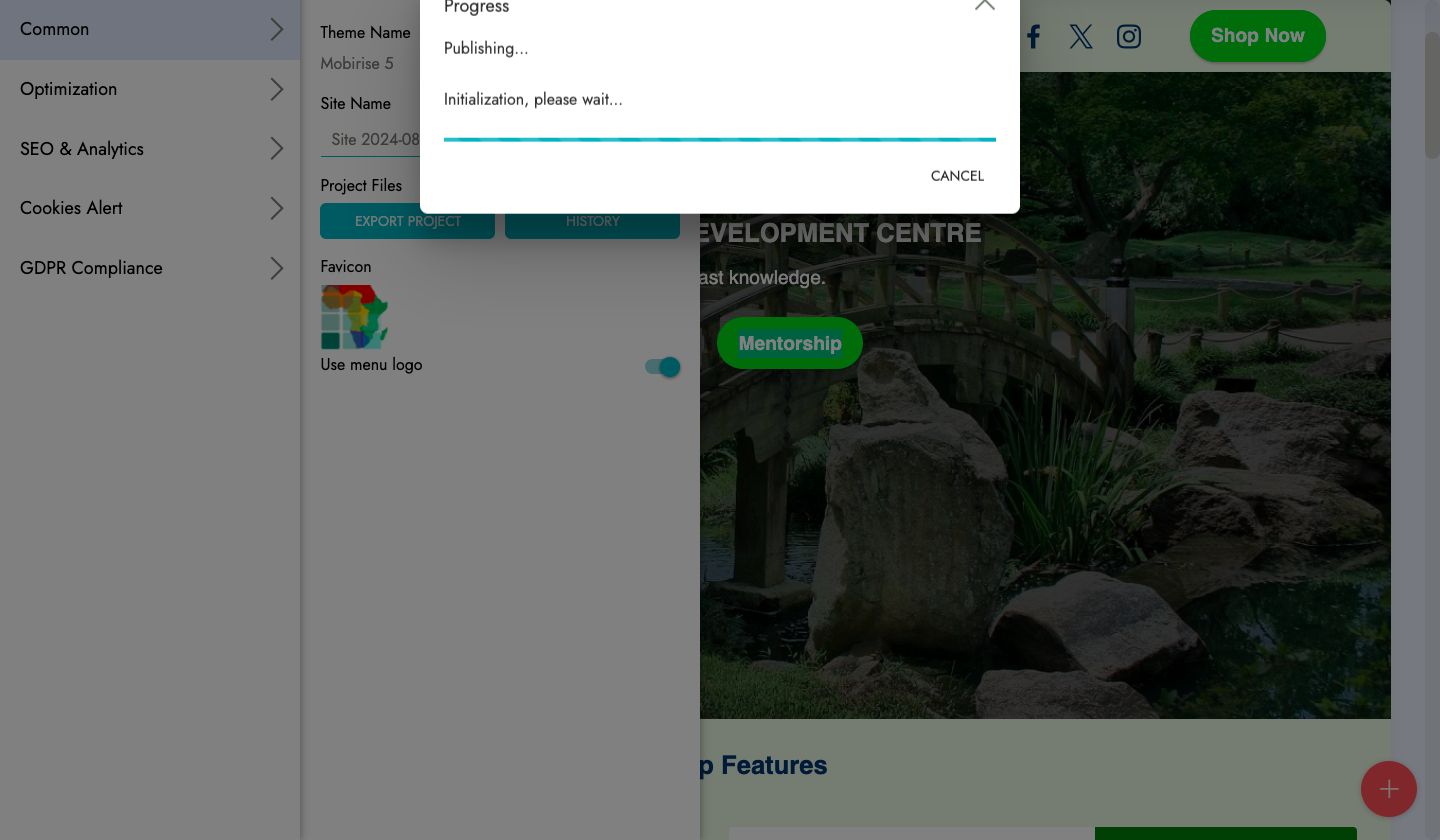 Common
Optimization
SEO & Analytics
Cookies Alert
GDPR Compliance
Theme Name
Mobirise 5
Site Name
Site 2024-08
Project Files
EXPORT PROJECT
HISTORY
Favicon
Use menu logo
Progress
Publishing...
Initialization, please wait...
CANCEL
Shop Now
EVELOPMENT CENTRE
ast knowledge.
Mentorship
p Features